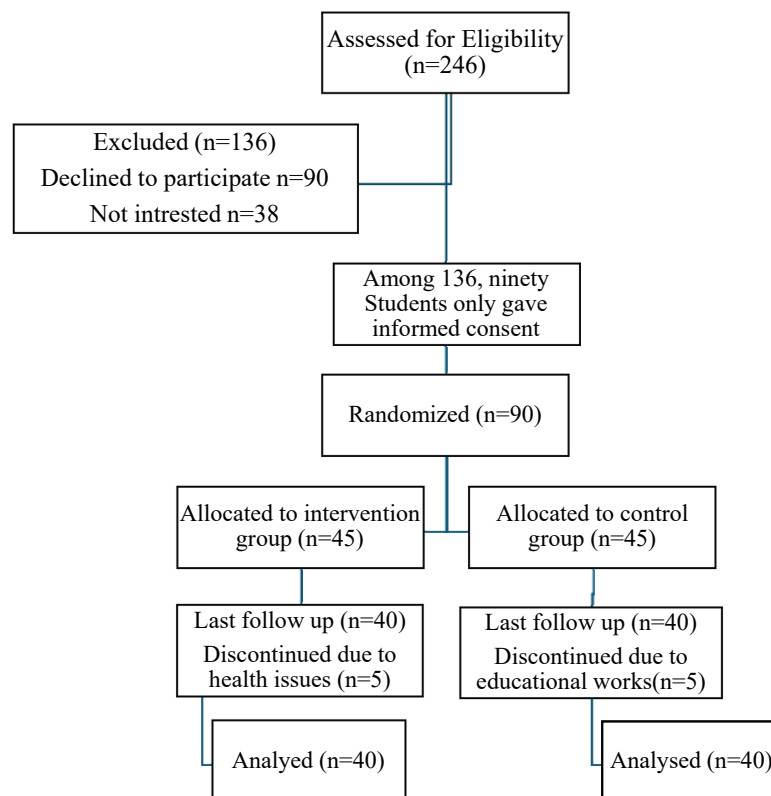 Assessed for Eligibility
(n=246)
Excluded (n=136)
Declined to participate n=90
Not intrested n=38
Among 136, ninety
Students only gave
informed consent
Randomized (n=90)
Allocated to intervention
group (n=45)
Allocated to control
group (n=45)
Last follow up (n=40)
Discontinued due to
health issues (n=5)
Last follow up (n=40)
Discontinued due to
educational works(n=5)
Analyed (n=40)
Analysed (n=40)